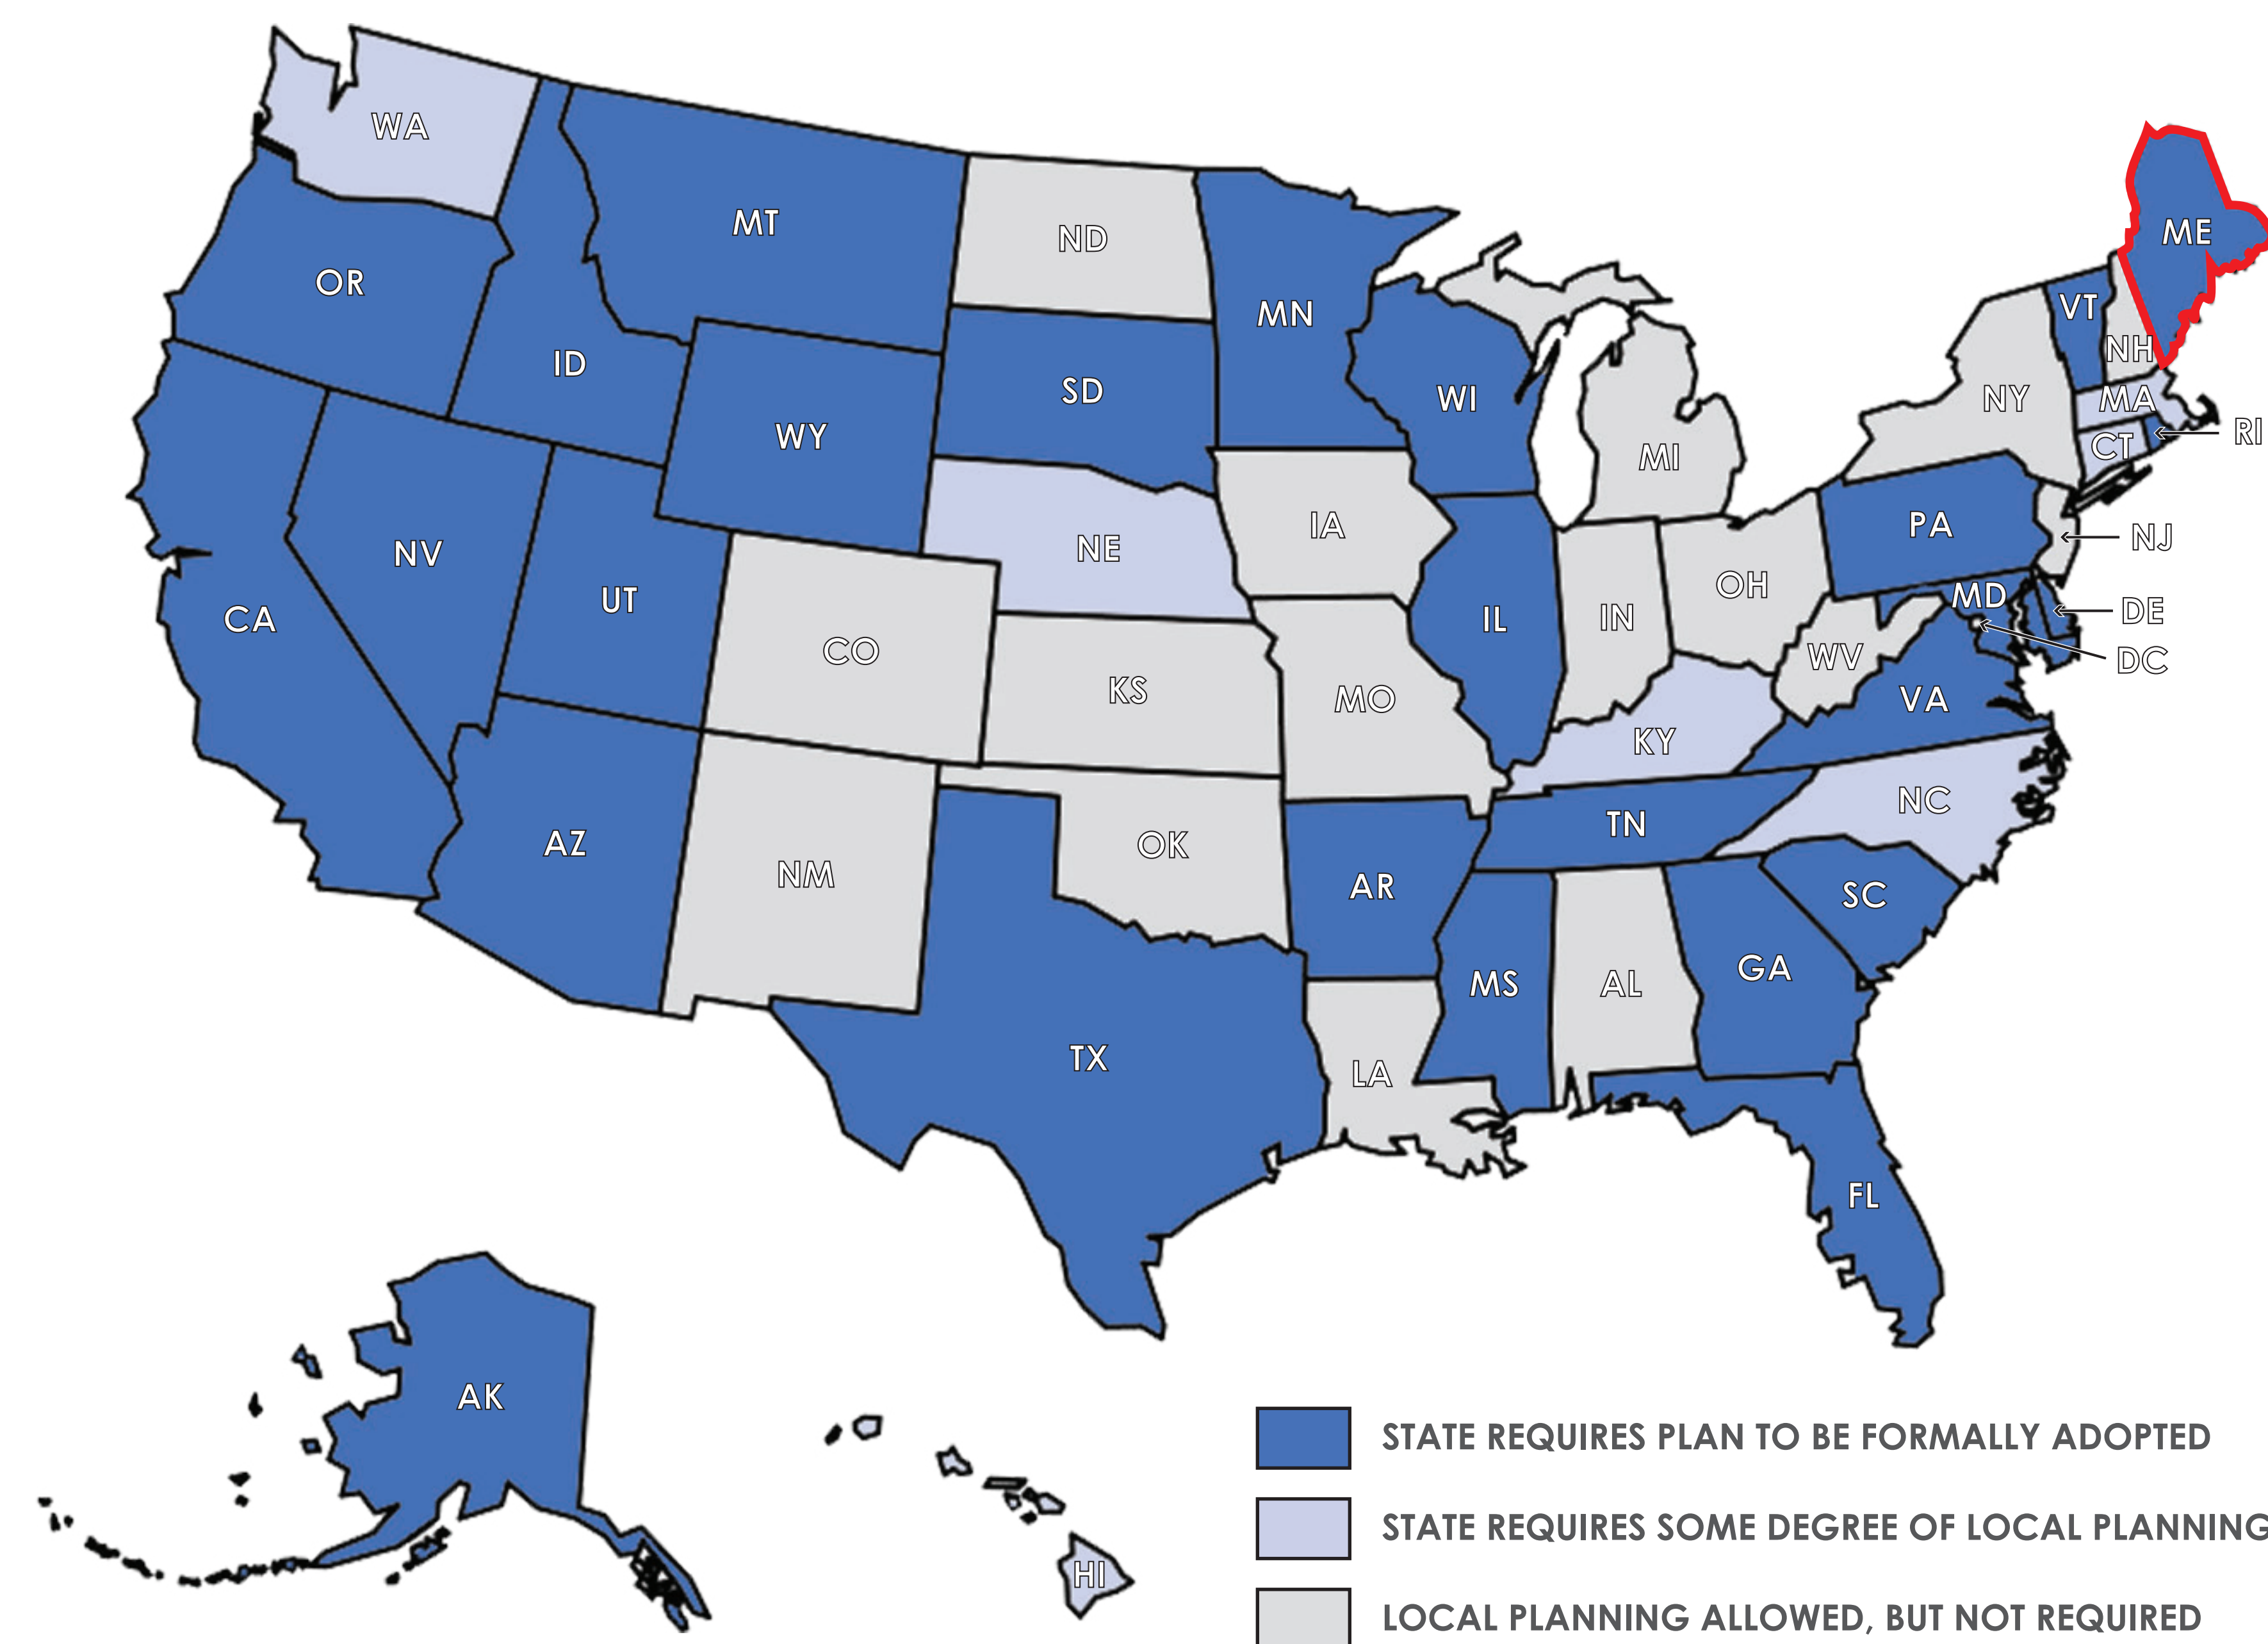 WA
MT
ND
ME
OR
MN
VT
ID
SD
NH
WY
WI
NY
MA
RI
CT
MI
NV
NE
IA
PA
NJ
UT
CA
IL
IN
OH
MD
DE
CO
WV
DC
KS
MO
VA
KY
NC
TN
AZ
OK
NM
AR
SC
MS
AL
GA
TX
LA
FL
AK
HI
STATE REQUIRES PLAN TO BE FORMALLY ADOPTED
STATE REQUIRES SOME DEGREE OF LOCAL PLANNING
LOCAL PLANNING ALLOWED, BUT NOT REQUIRED